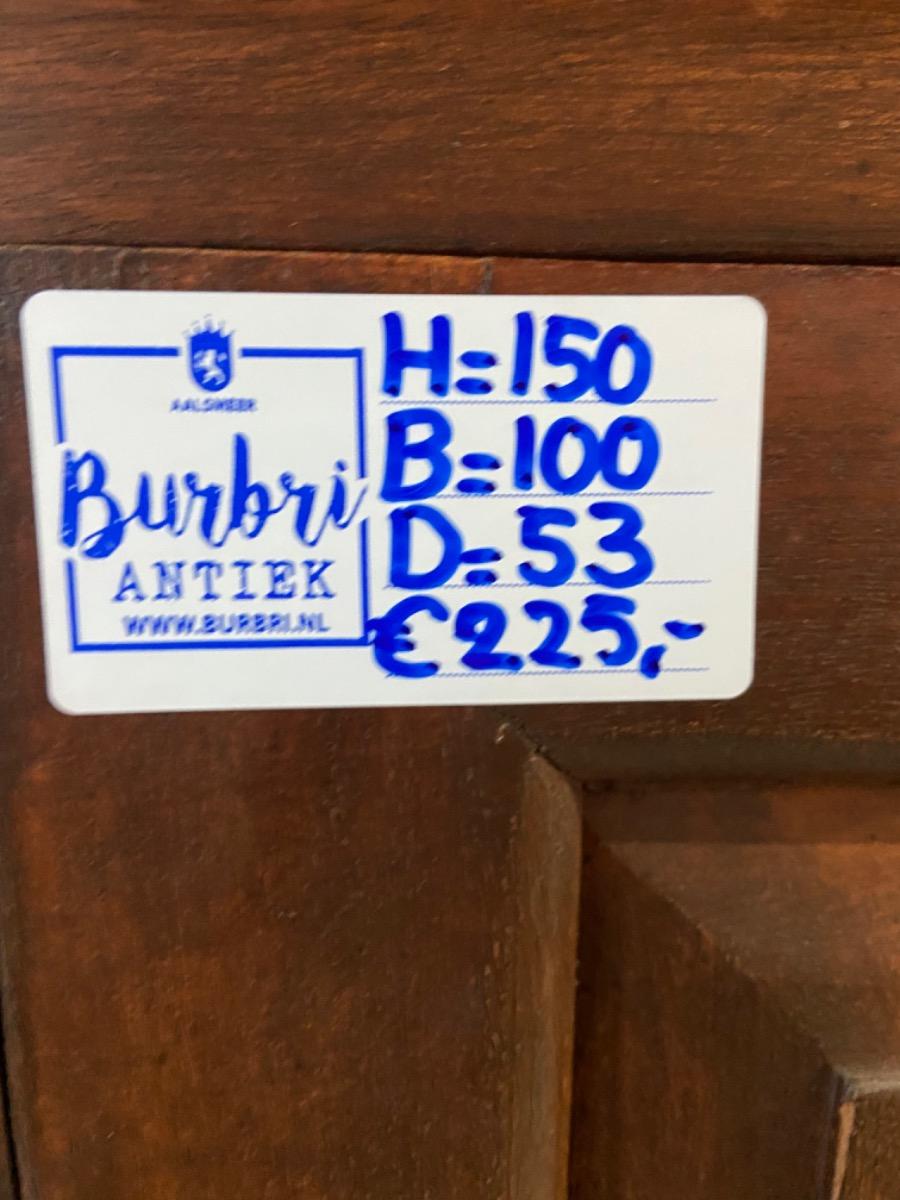 AALSMEER
Burbri
ANTIEK
WWW.BURBRI.NL
H=150
B=100
D=53
€225,-